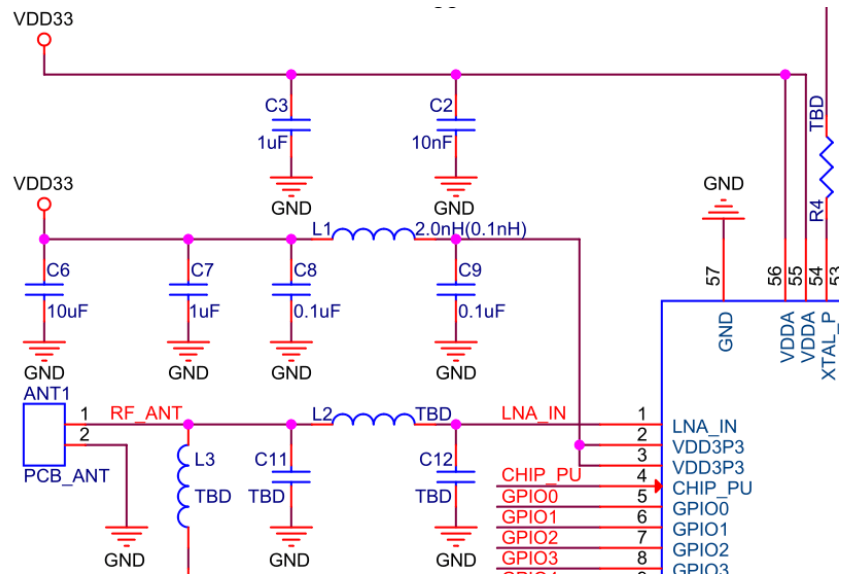 VDD33
C3
1uF
GND
C2
10nF
GND
TBD
R4
GND
57
56
55
54
53
GND
VDDA
VDDA
XTAL_P
VDD33
L1
2.0nH(0.1nH)
C6
10uF
GND
C7
1uF
GND
C8
0.1uF
GND
C9
0.1uF
GND
ANT1
1
2
PCB_ANT
RF_ANT
GND
L3
TBD
C11
TBD
GND
L2
TBD
C12
TBD
GND
LNA_IN
1
LNA_IN
2
VDD3P3
3
VDD3P3
CHIP_PU
4
CHIP_PU
GPIO0
5
GPIO0
GPIO1
6
GPIO1
GPIO2
7
GPIO2
GPIO3
8
GPIO3